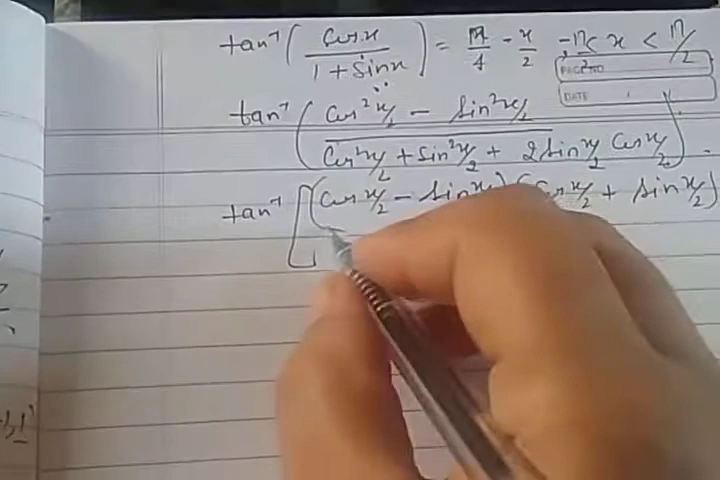 tan⁻¹ ( cos x / 1 + sin x ) = π/4 - x/2 -π/2 < x < π/2
PAGE NO
DATE
tan⁻¹ ( cos² x/2 - sin² x/2 / cos² x/2 + sin² x/2 + 2 sin x/2 cos x/2 ).
tan⁻¹ [ ( cos x/2 - sin x/2 ) ( cos x/2 + sin x/2 )